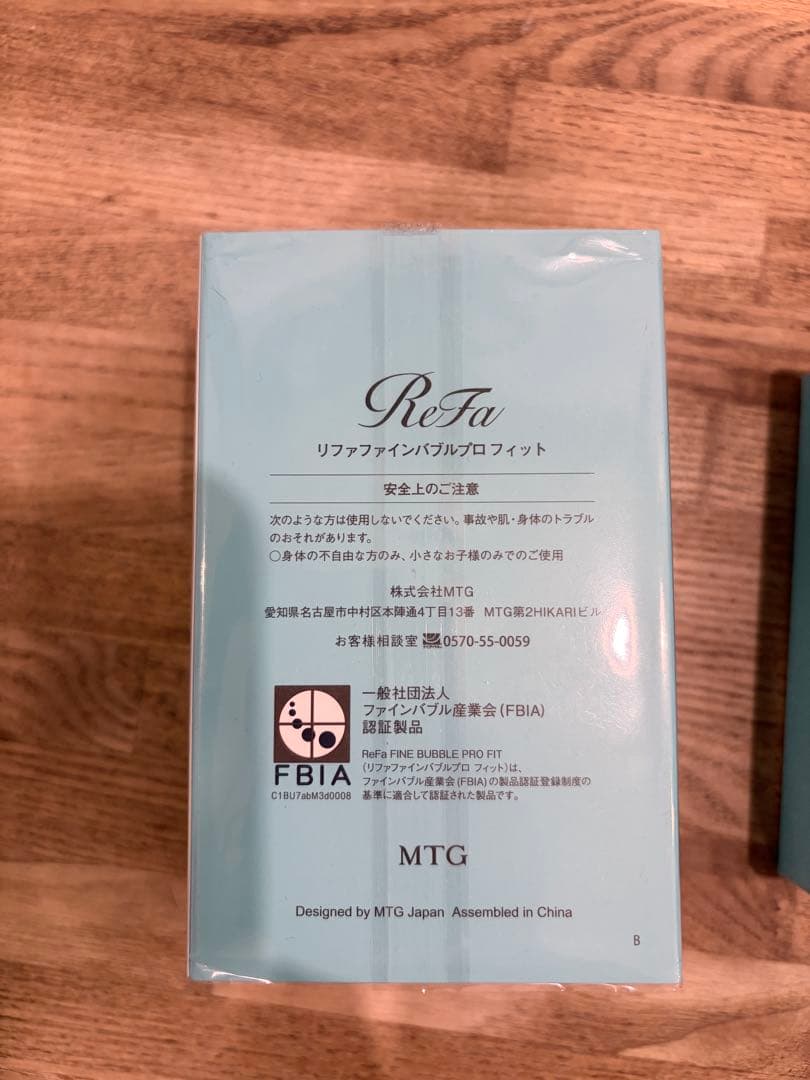 ReFa
リファファインバブルプロ フィット
安全上のご注意
次のような方は使用しないでください。事故や肌・身体のトラブル
のおそれがあります。
○身体の不自由な方のみ、小さなお子様のみでのご使用
株式会社MTG
愛知県名古屋市中村区本陣通4丁目13番 MTG第2HIKARIビル
お客様相談室 0570-55-0059
一般社団法人
ファインバブル産業会(FBIA)
認証製品
ReFa FINE BUBBLE PRO FIT
(リファファインバブルプロ フィット)は、
ファインバブル産業会(FBIA)の製品認証登録制度の
基準に適合して認証された製品です。
FBIA
C1BU7abM3d0008
MTG
Designed by MTG Japan Assembled in China
B